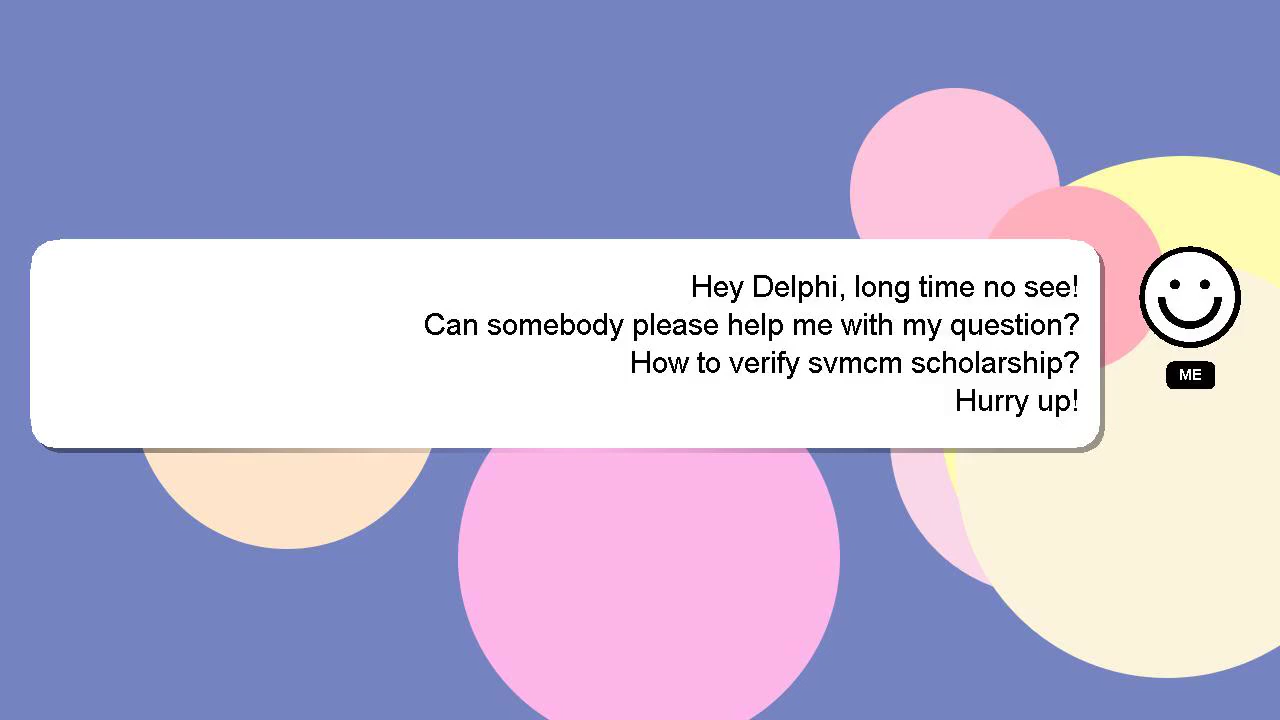 Hey Delphi, long time no see!
Can somebody please help me with my question?
How to verify svmcm scholarship?
Hurry up!
ME